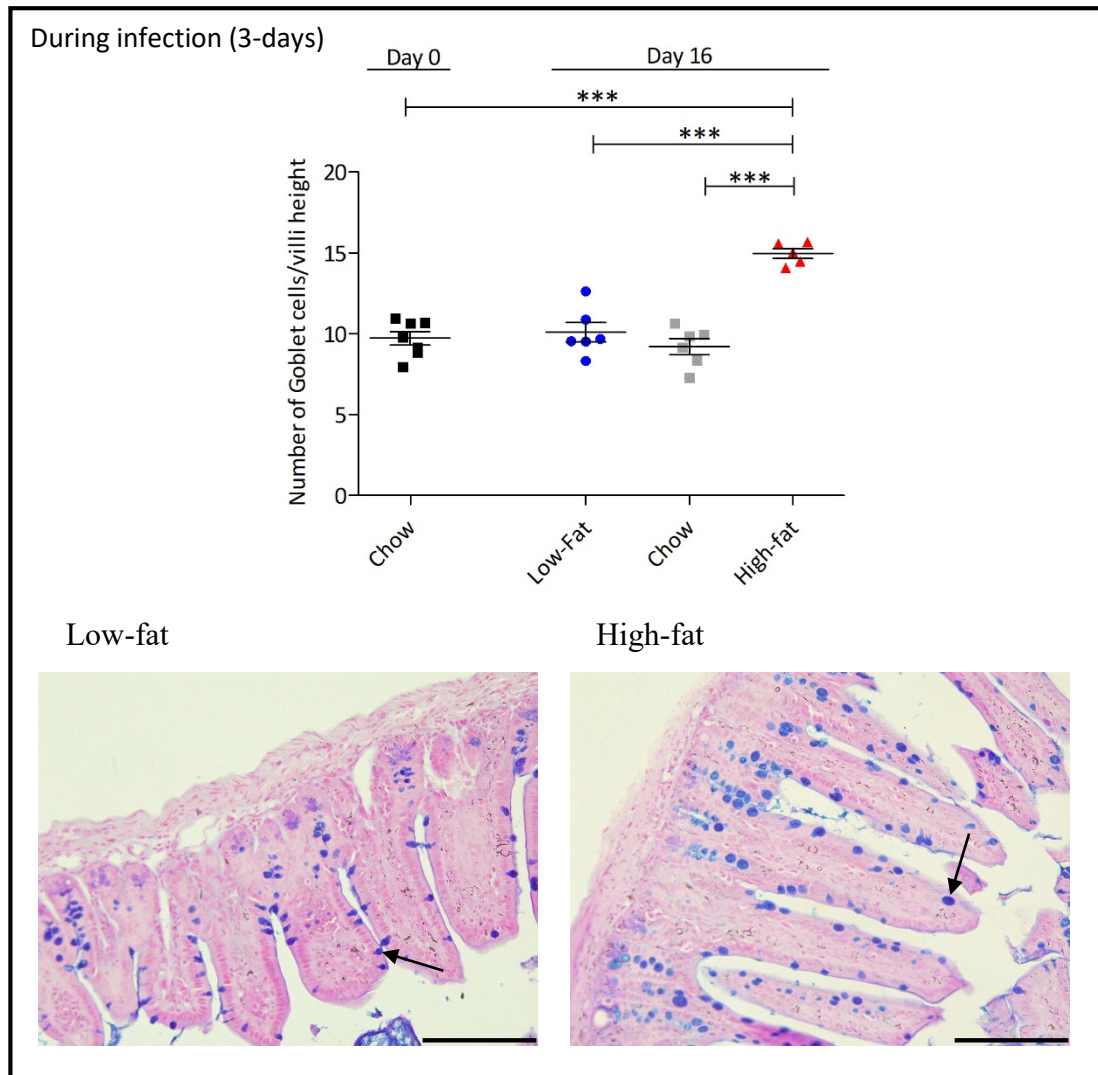 During infection (3-days)
Day 0
Day 16
***
***
***
Number of Goblet cells/villi height
20
15
10
5
0
Chow
Low-Fat
Chow
High-fat
Low-fat
High-fat